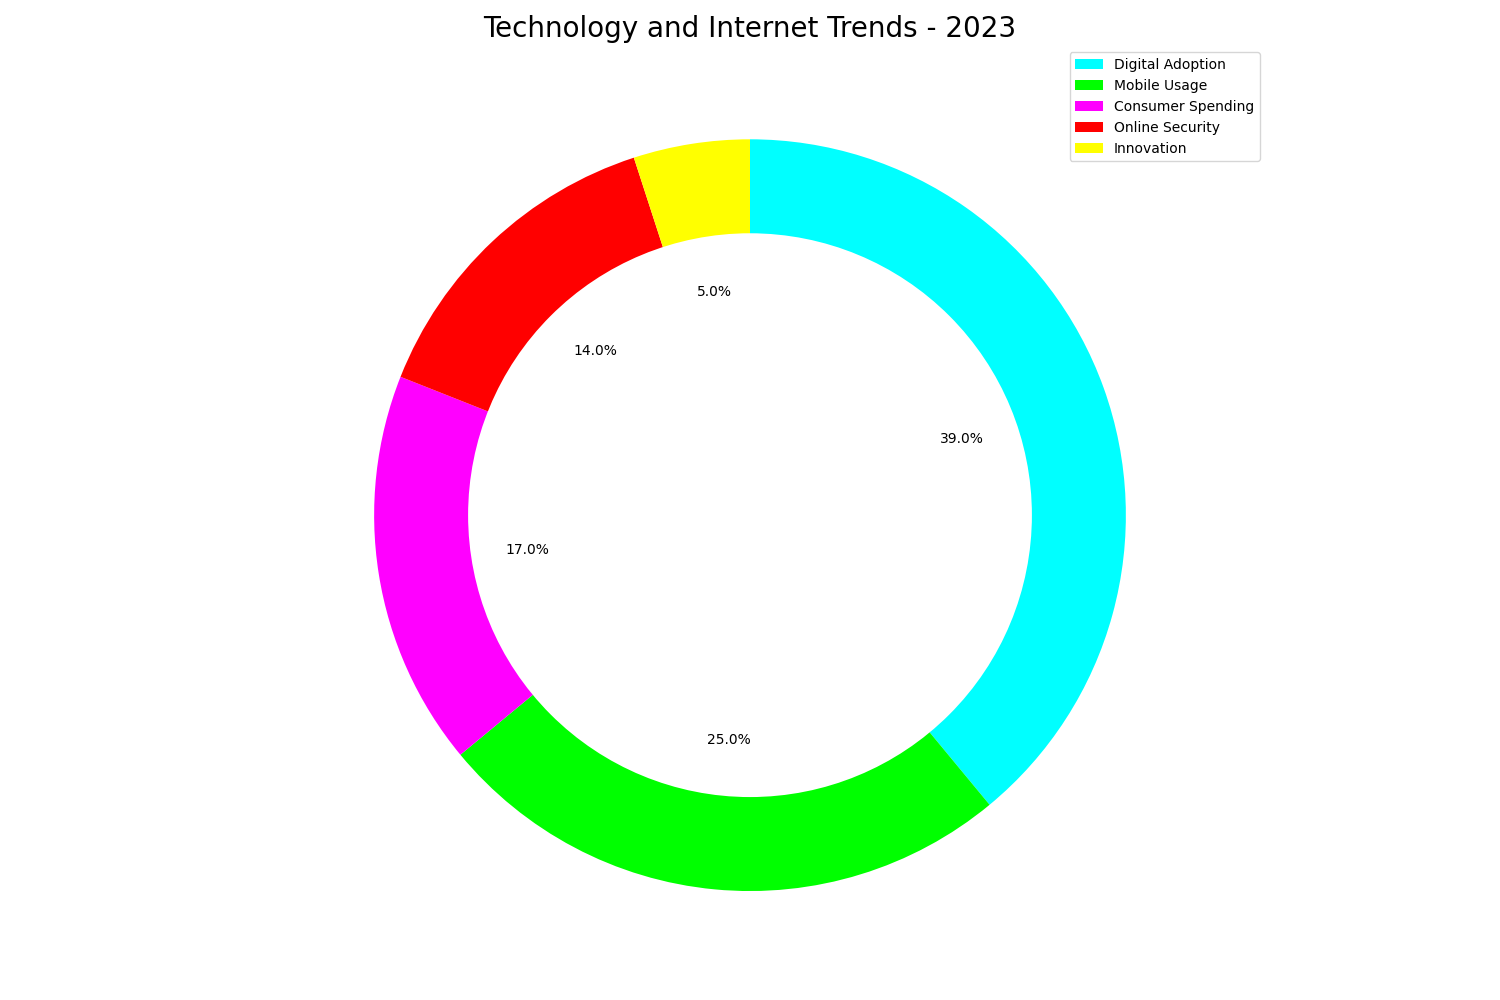 Technology and Internet Trends - 2023
Digital Adoption
Mobile Usage
Consumer Spending
Online Security
Innovation
5.0%
14.0%
39.0%
17.0%
25.0%